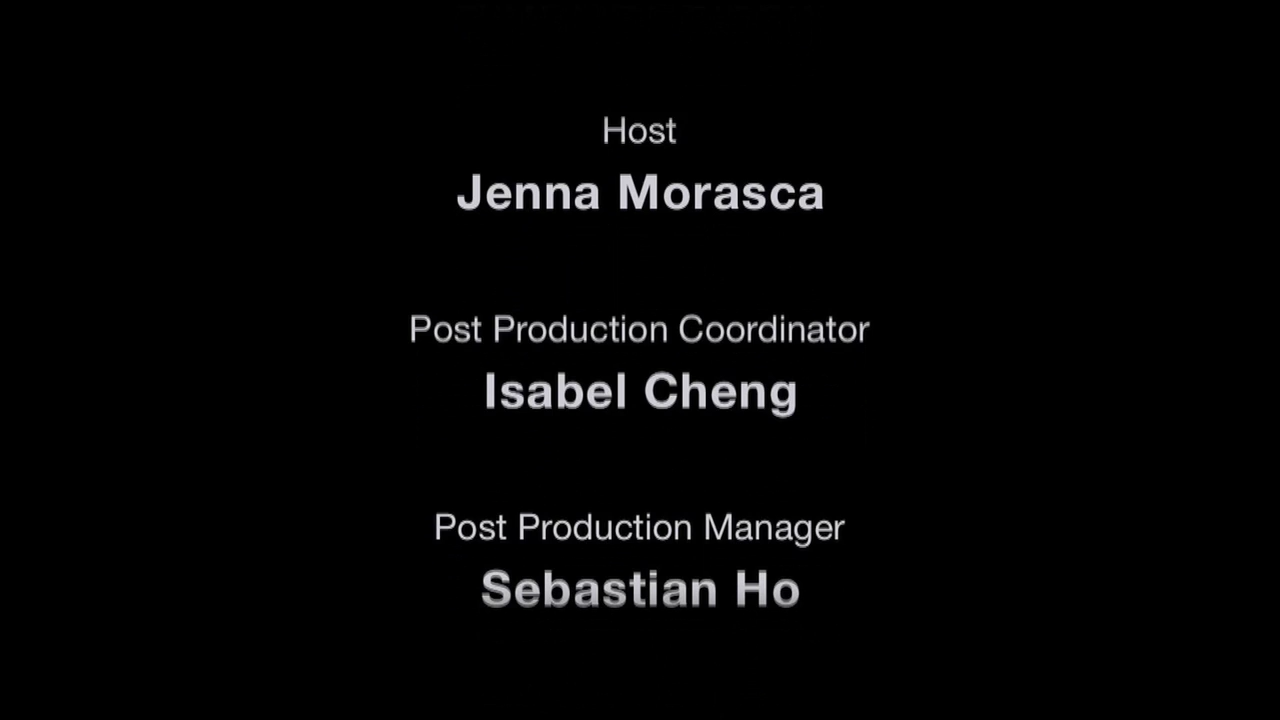 Host
Jenna Morasca
Post Production Coordinator
Isabel Cheng
Post Production Manager
Sebastian Ho